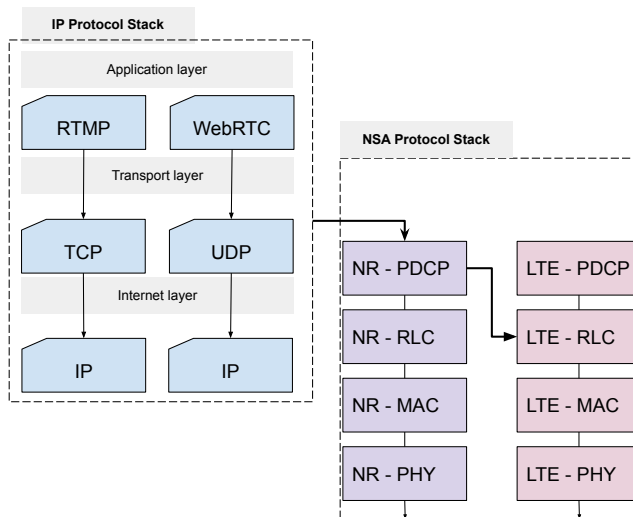 IP Protocol Stack
Application layer
RTMP
WebRTC
Transport layer
TCP
UDP
Internet layer
IP
IP
NSA Protocol Stack
NR - PDCP
LTE - PDCP
NR - RLC
LTE - RLC
NR - MAC
LTE - MAC
NR - PHY
LTE - PHY